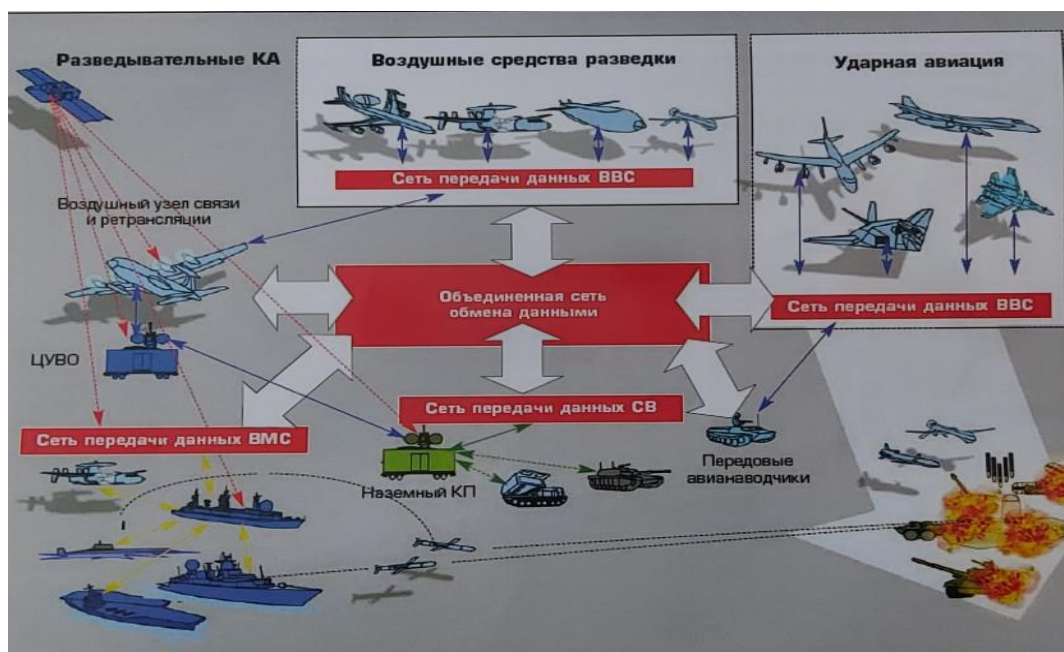 Разведывательные КА
Воздушные средства разведки
Ударная авиация
Сеть передачи данных ВВС
Воздушный узел связи
и ретрансляции
Объединенная сеть
обмена данными
Сеть передачи данных ВВС
ЦУВО
Сеть передачи данных СВ
Сеть передачи данных ВМС
Наземный КП
Передовые
авианаводчики